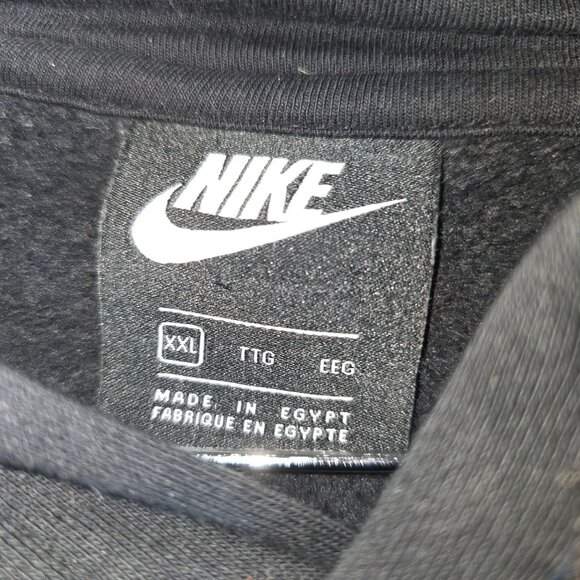 NIKE
XXL TTG EEG
MADE IN EGYPT
FABRIQUE EN EGYPTE